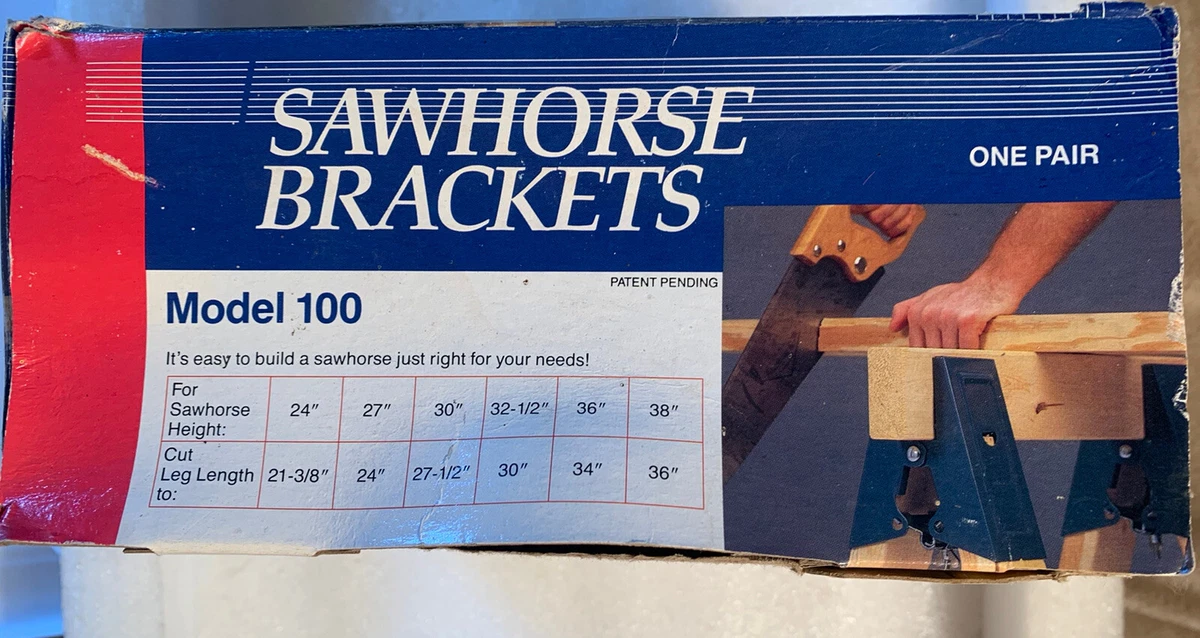 SAWHORSE
BRACKETS
ONE PAIR
PATENT PENDING
Model 100
It's easy to build a sawhorse just right for your needs!
For
Sawhorse
Height:
24″ 27″ 30″ 32-1/2″ 36″ 38″
Cut
Leg Length
to:
21-3/8″ 24″ 27-1/2″ 30″ 34″ 36″